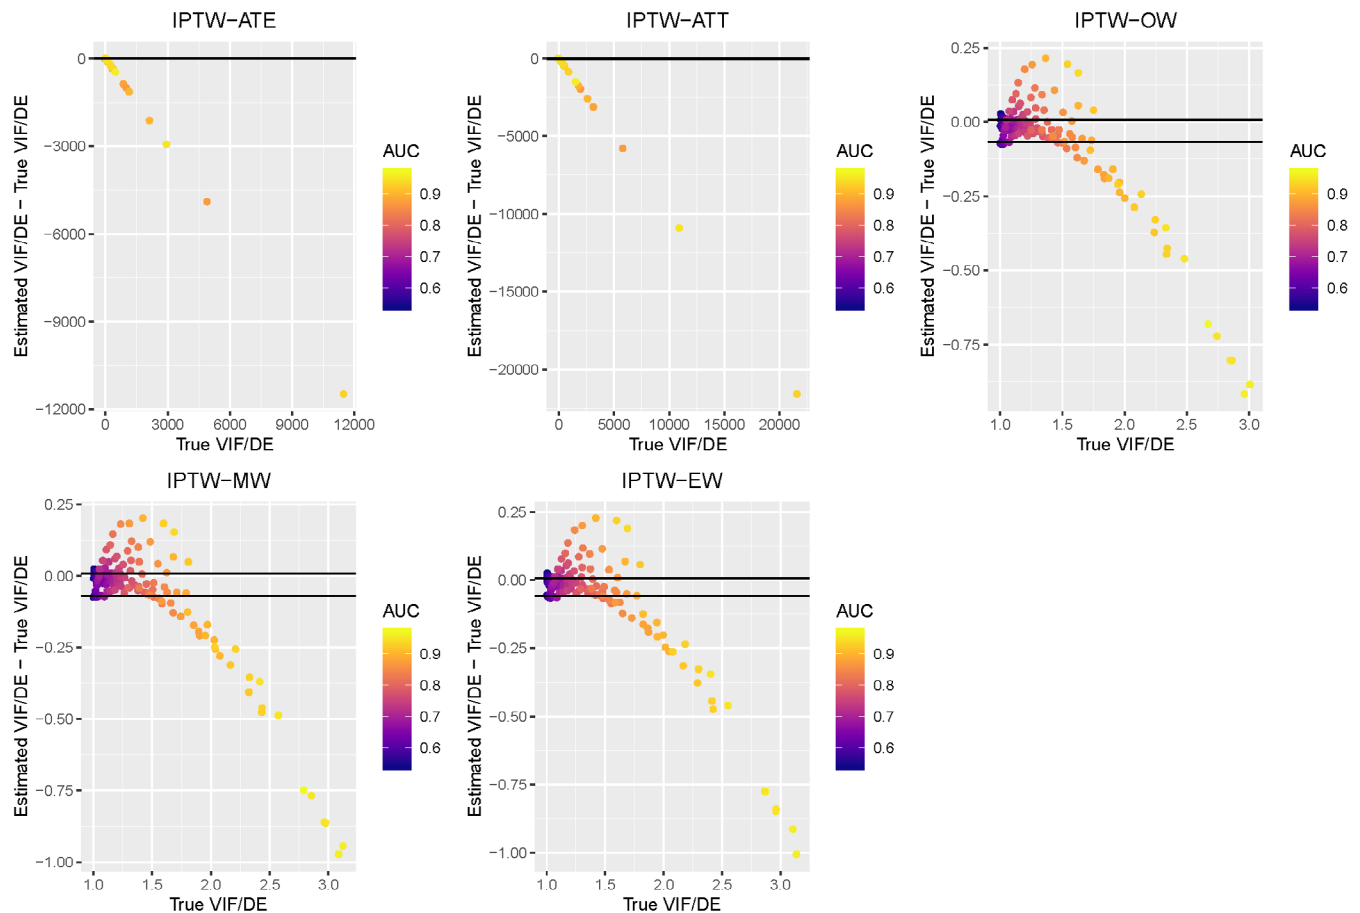 IPTW−ATE
Estimated VIF/DE − True VIF/DE
0
−3000
−6000
−9000
−12000
0 3000 6000 9000 12000
True VIF/DE
AUC
0.9
0.8
0.7
0.6
IPTW−ATT
Estimated VIF/DE − True VIF/DE
0
−5000
−10000
−15000
−20000
0 5000 10000 15000 20000
True VIF/DE
AUC
0.9
0.8
0.7
0.6
IPTW−OW
Estimated VIF/DE − True VIF/DE
0.25
0.00
−0.25
−0.50
−0.75
1.0 1.5 2.0 2.5 3.0
True VIF/DE
AUC
0.9
0.8
0.7
0.6
IPTW−MW
Estimated VIF/DE − True VIF/DE
0.25
0.00
−0.25
−0.50
−0.75
−1.00
1.0 1.5 2.0 2.5 3.0
True VIF/DE
AUC
0.9
0.8
0.7
0.6
IPTW−EW
Estimated VIF/DE − True VIF/DE
0.25
0.00
−0.25
−0.50
−0.75
−1.00
1.0 1.5 2.0 2.5 3.0
True VIF/DE
AUC
0.9
0.8
0.7
0.6